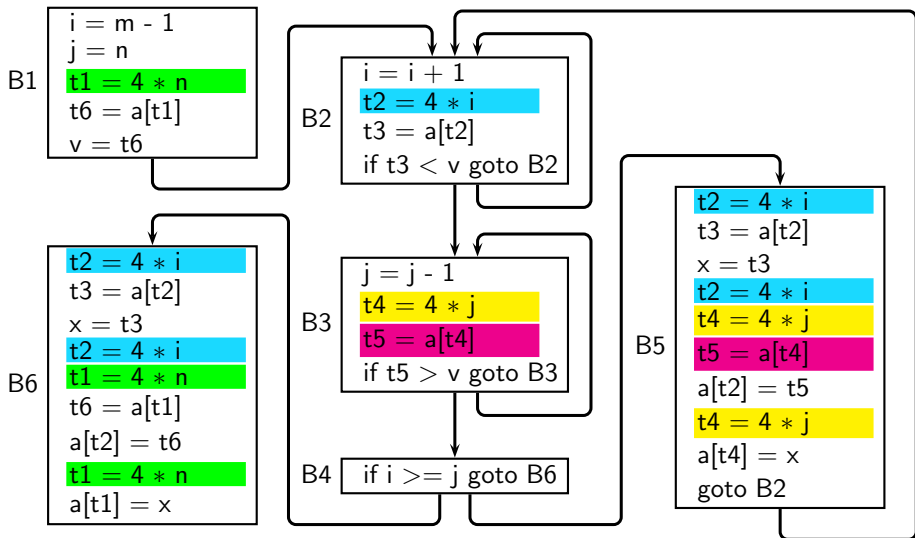 B1
i = m - 1
j = n
t1 = 4 * n
t6 = a[t1]
v = t6
B2
i = i + 1
t2 = 4 * i
t3 = a[t2]
if t3 < v goto B2
B3
j = j - 1
t4 = 4 * j
t5 = a[t4]
if t5 > v goto B3
B4
if i >= j goto B6
B5
t2 = 4 * i
t3 = a[t2]
x = t3
t2 = 4 * i
t4 = 4 * j
t5 = a[t4]
a[t2] = t5
t4 = 4 * j
a[t4] = x
goto B2
B6
t2 = 4 * i
t3 = a[t2]
x = t3
t2 = 4 * i
t1 = 4 * n
t6 = a[t1]
a[t2] = t6
t1 = 4 * n
a[t1] = x